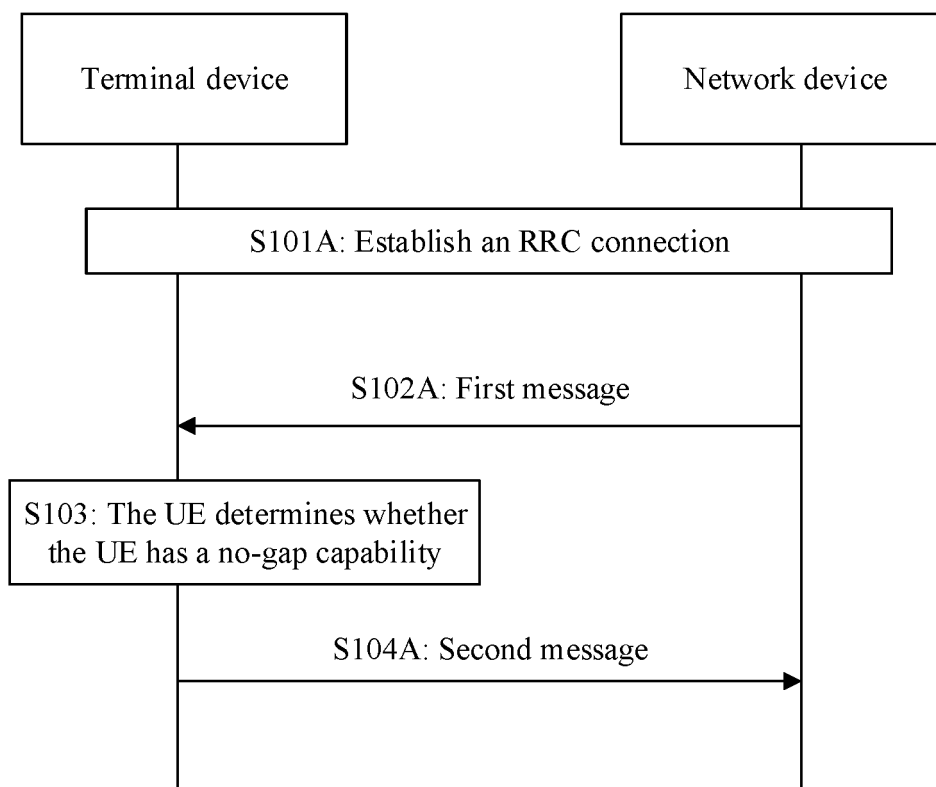 Terminal device
Network device
S101A: Establish an RRC connection
S102A: First message
S103: The UE determines whether
the UE has a no-gap capability
S104A: Second message